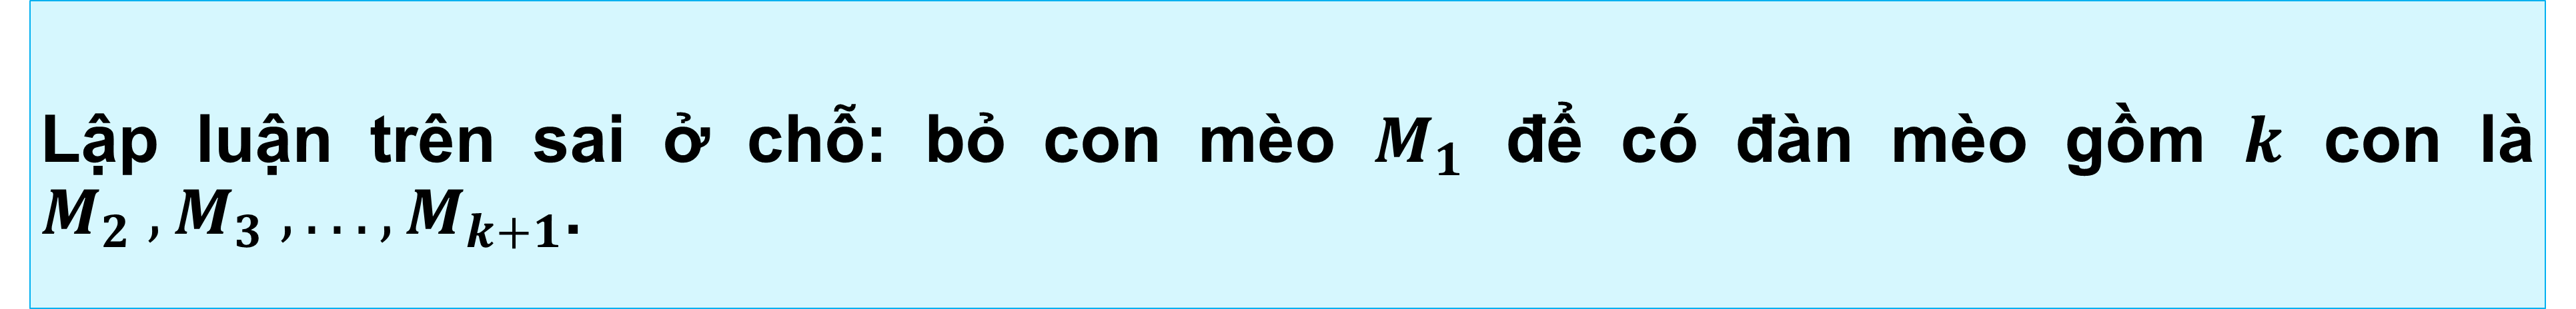 Lập luận trên sai ở chỗ: bỏ con mèo M₁ để có đàn mèo gồm k con là
M₂ , M₃ , . . . , Mₖ₊₁.